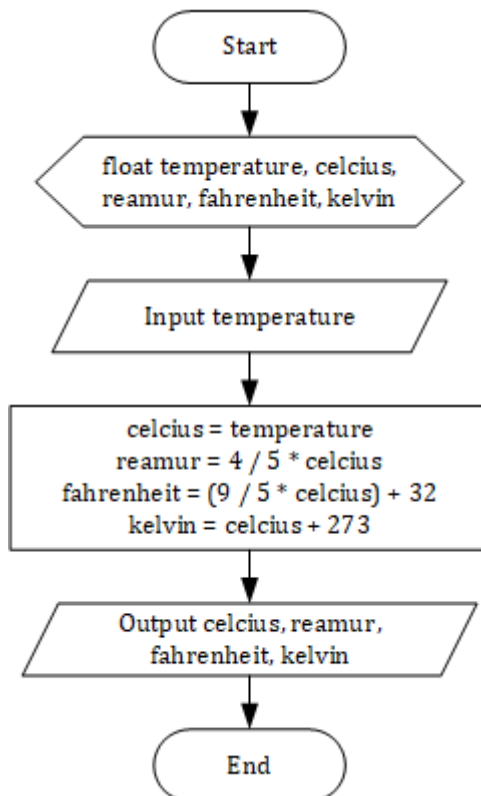 Start
float temperature, celcius,
reamur, fahrenheit, kelvin
Input temperature
celcius = temperature
reamur = 4 / 5 * celcius
fahrenheit = (9 / 5 * celcius) + 32
kelvin = celcius + 273
Output celcius, reamur,
fahrenheit, kelvin
End